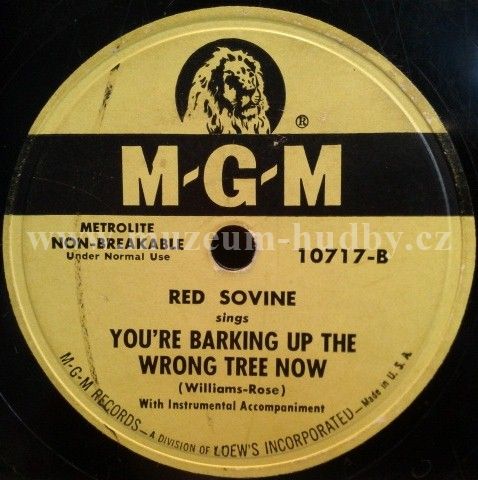 ®
M-G-M
METROLITE
NON-BREAKABLE
Under Normal Use
10717-B
www.muzeum-hudby.cz
RED SOVINE
sings
YOU'RE BARKING UP THE
WRONG TREE NOW
(Williams-Rose)
With Instrumental Accompaniment
M-G-M RECORDS—A DIVISION OF LOEW'S INCORPORATED—Made in U.S.A.